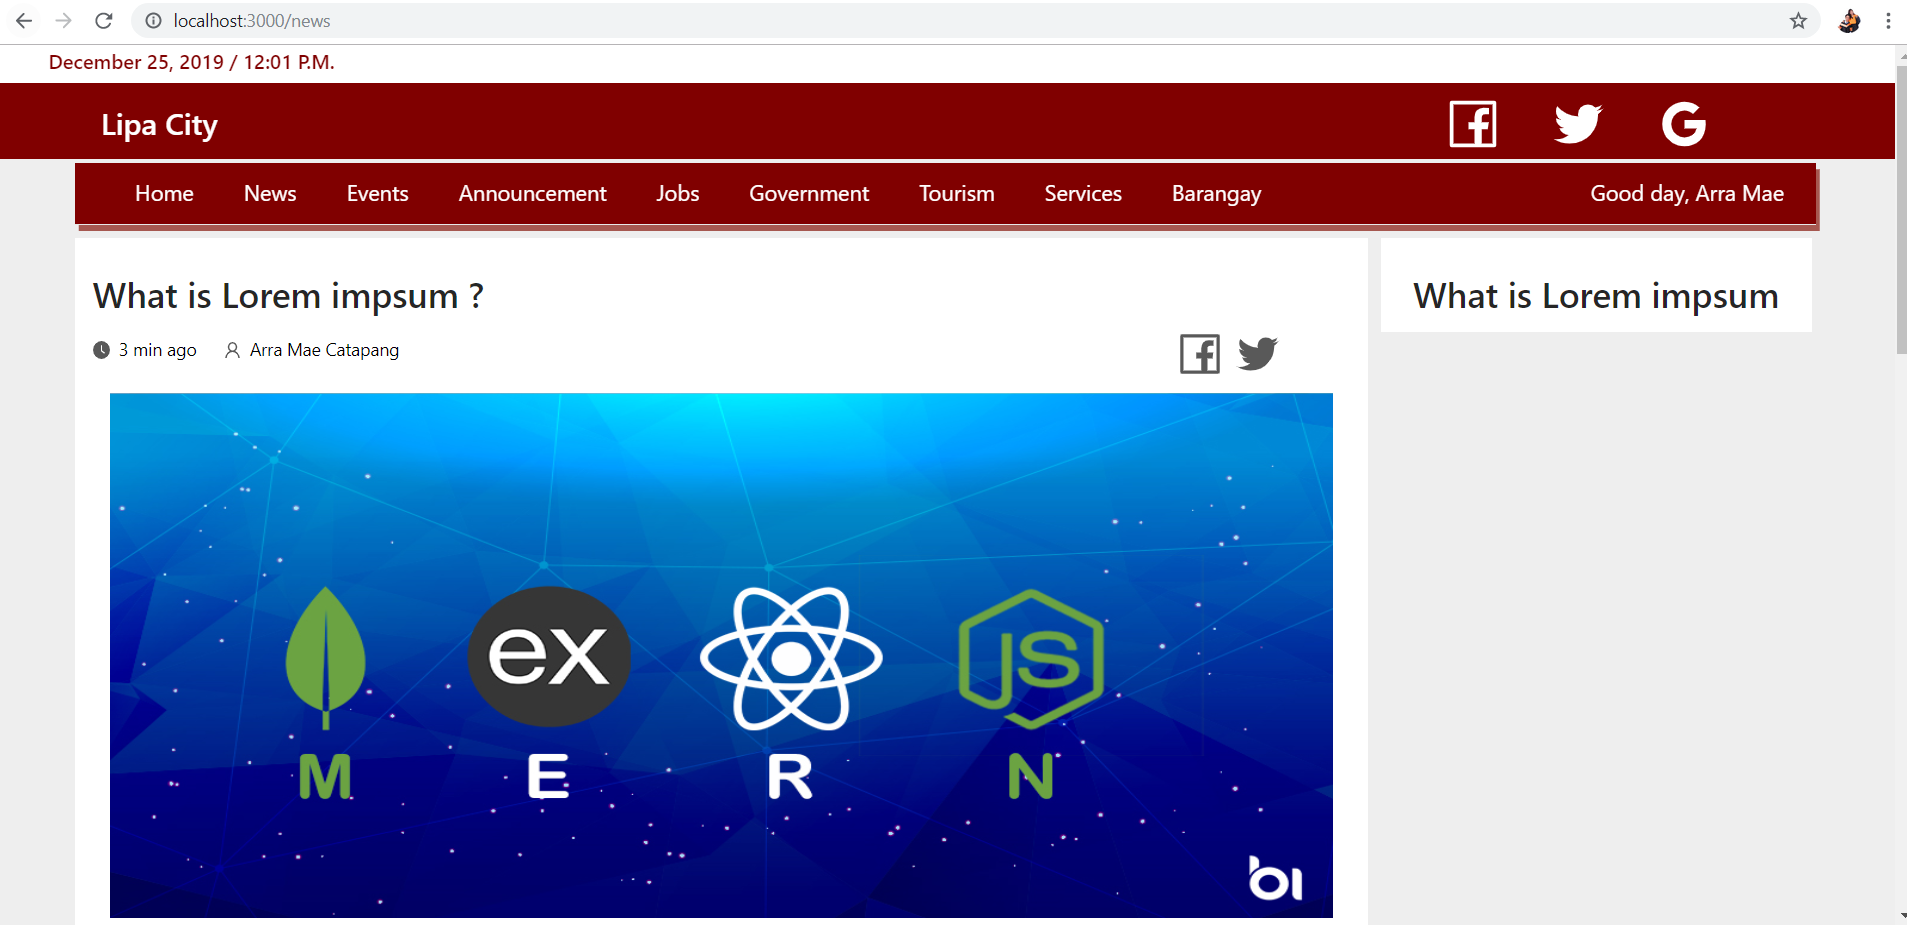 localhost:3000/news
December 25, 2019 / 12:01 P.M.
Lipa City
Home News Events Announcement Jobs Government Tourism Services Barangay Good day, Arra Mae
What is Lorem impsum ?
3 min ago Arra Mae Catapang
ex JS
M E R N
bi
What is Lorem impsum